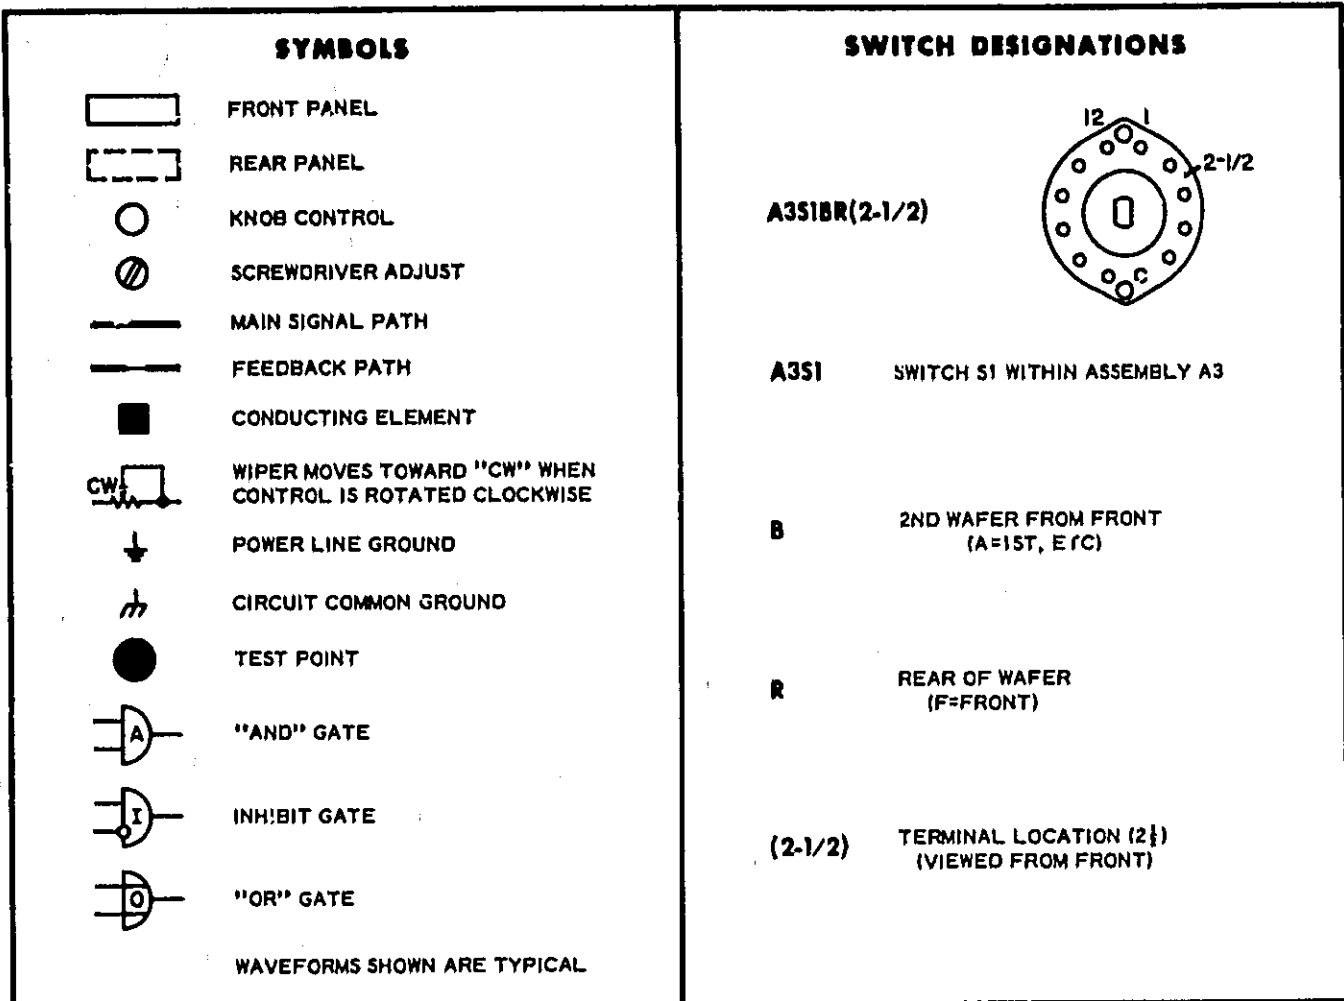 SYMBOLS
FRONT PANEL
REAR PANEL
KNOB CONTROL
SCREWDRIVER ADJUST
MAIN SIGNAL PATH
FEEDBACK PATH
CONDUCTING ELEMENT
CW
WIPER MOVES TOWARD "CW" WHEN
CONTROL IS ROTATED CLOCKWISE
POWER LINE GROUND
CIRCUIT COMMON GROUND
TEST POINT
A
"AND" GATE
I
INHIBIT GATE
O
"OR" GATE
WAVEFORMS SHOWN ARE TYPICAL
SWITCH DESIGNATIONS
12 1
2-1/2
A3S1BR(2-1/2)
A3S1 SWITCH S1 WITHIN ASSEMBLY A3
B 2ND WAFER FROM FRONT
(A=1ST, ETC)
R REAR OF WAFER
(F=FRONT)
(2-1/2) TERMINAL LOCATION (2½)
(VIEWED FROM FRONT)